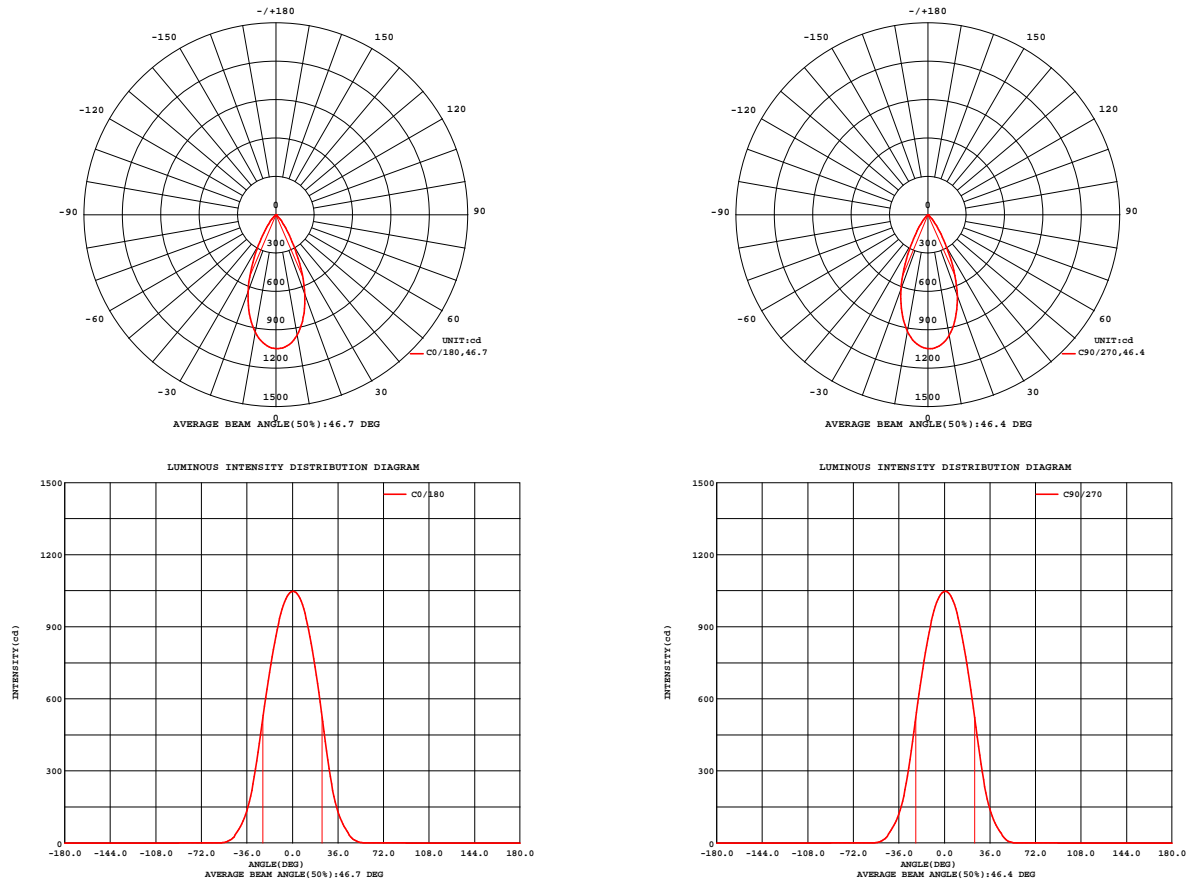 -/+180
-150 150
-120 120
-90 90
-60 60
-30 30
0
300
600
900
1200
1500
0
UNIT:cd
C0/180,46.7
AVERAGE BEAM ANGLE(50%):46.7 DEG
-/+180
-150 150
-120 120
-90 90
-60 60
-30 30
0
300
600
900
1200
1500
0
UNIT:cd
C90/270,46.4
AVERAGE BEAM ANGLE(50%):46.4 DEG
LUMINOUS INTENSITY DISTRIBUTION DIAGRAM
C0/180
1500
1200
900
600
300
0
INTENSITY(cd)
-180.0 -144.0 -108.0 -72.0 -36.0 0.0 36.0 72.0 108.0 144.0 180.0
ANGLE(DEG)
AVERAGE BEAM ANGLE(50%):46.7 DEG
LUMINOUS INTENSITY DISTRIBUTION DIAGRAM
C90/270
1500
1200
900
600
300
0
INTENSITY(cd)
-180.0 -144.0 -108.0 -72.0 -36.0 0.0 36.0 72.0 108.0 144.0 180.0
ANGLE(DEG)
AVERAGE BEAM ANGLE(50%):46.4 DEG